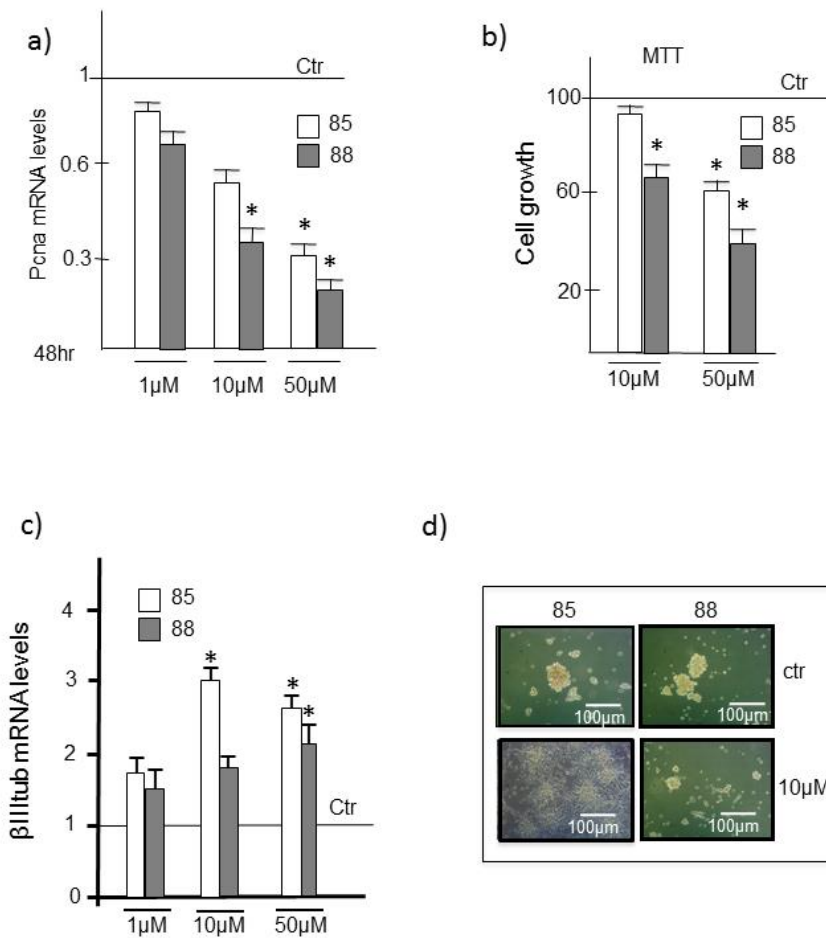 a)
1
Ctr
85
88
0.6
*
*
*
0.3
Pcna mRNA levels
48hr
1µM 10µM 50µM
b)
MTT
Ctr
100
85
88
*
*
*
60
20
Cell growth
10µM 50µM
c)
4
85
88
3
*
*
*
2
1
Ctr
0
βIIItub mRNA levels
1µM 10µM 50µM
d)
85 88
100µm 100µm ctr
100µm 100µm 10µM